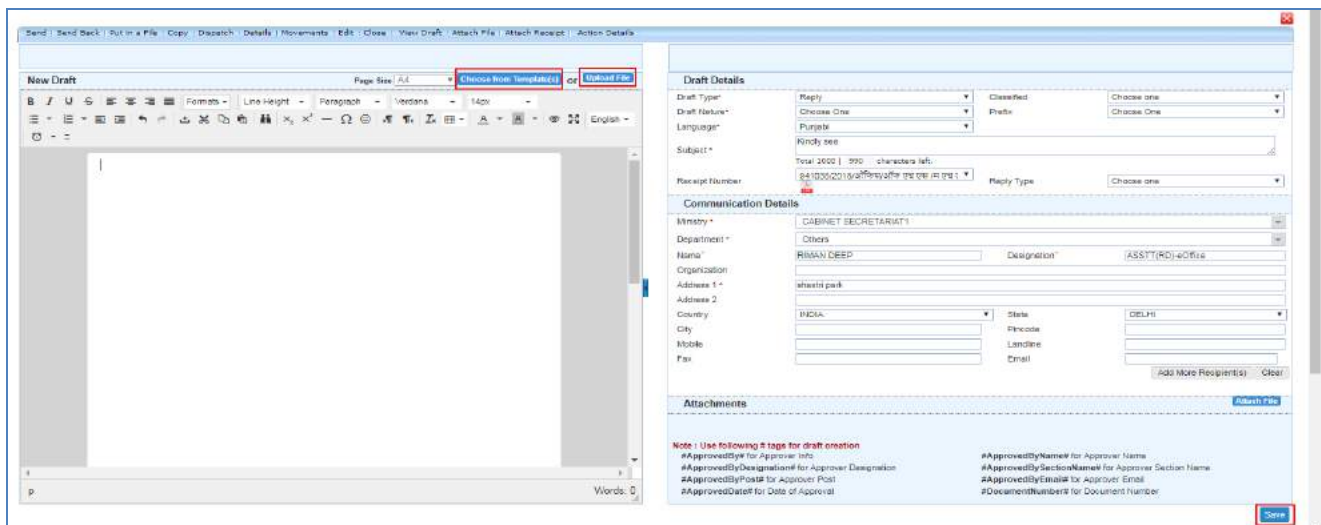 Send | Send Back | Put in a File | Copy | Dispatch | Details | Movements | Edit | Close | View Draft | Attach File | Attach Receipt | Action Details
New Draft Page Size A4 Choose from Template(s) or Upload File
B I U S Formats Line Height Paragraph Verdana 14px
English
p Words: 0
Draft Details
Draft Type* Reply Classified Choose one
Draft Nature* Choose One Prefix Choose One
Language* Punjabi
Subject * Kindly see
Total 1000 | 990 characters left.
Receipt Number Reply Type Choose one
Communication Details
Ministry * CABINET SECRETARIAT1
Department * Others
Name* RIMAN DEEP Designation* ASSTT(RD)-eOffice
Organization
Address 1 * shastri park
Address 2
Country INDIA State DELHI
City Pincode
Mobile Landline
Fax Email
Add More Recipient(s) Clear
Attachments Attach File
Note : Use following # tags for draft creation
#ApprovedBy# for Approver Info #ApprovedByName# for Approver Name
#ApprovedByDesignation# for Approver Designation #ApprovedBySectionName# for Approver Section Name
#ApprovedByPost# for Approver Post #ApprovedByEmail# for Approver Email
#ApprovedDate# for Date of Approval #DocumentNumber# for Document Number
Save